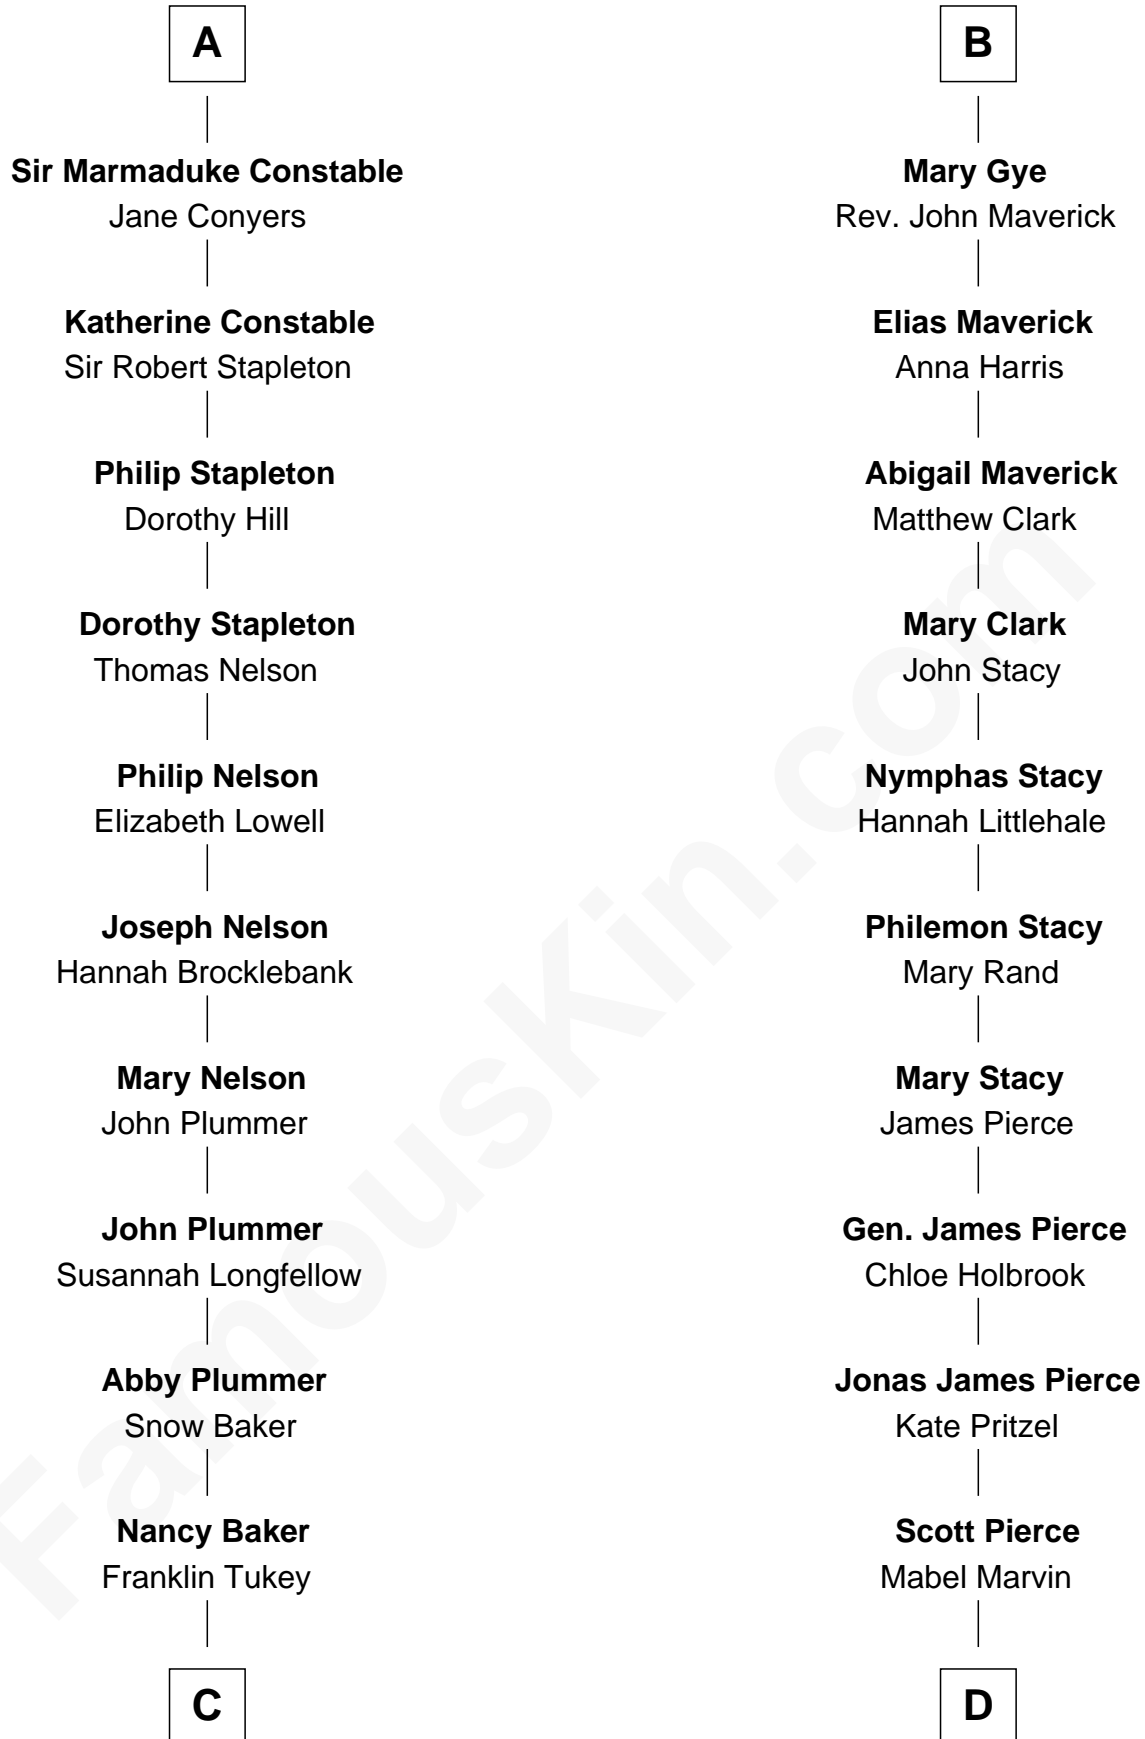 A
Sir Marmaduke Constable
Jane Conyers
Katherine Constable
Sir Robert Stapleton
Philip Stapleton
Dorothy Hill
Dorothy Stapleton
Thomas Nelson
Philip Nelson
Elizabeth Lowell
Joseph Nelson
Hannah Brocklebank
Mary Nelson
John Plummer
John Plummer
Susannah Longfellow
Abby Plummer
Snow Baker
Nancy Baker
Franklin Tukey
C
B
Mary Gye
Rev. John Maverick
Elias Maverick
Anna Harris
Abigail Maverick
Matthew Clark
Mary Clark
John Stacy
Nymphas Stacy
Hannah Littlehale
Philemon Stacy
Mary Rand
Mary Stacy
James Pierce
Gen. James Pierce
Chloe Holbrook
Jonas James Pierce
Kate Pritzel
Scott Pierce
Mabel Marvin
D
FamousKin.com